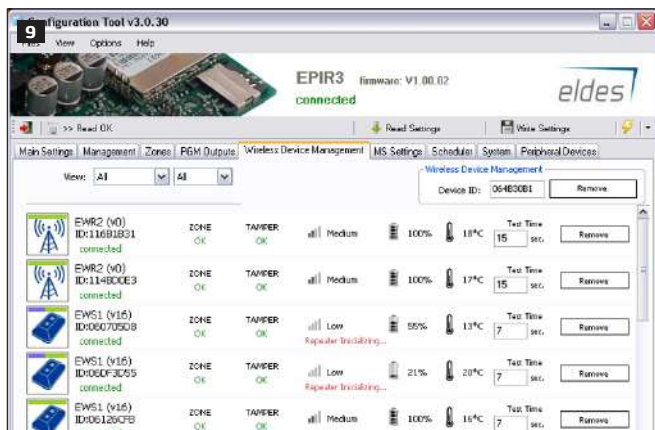 9
Configuration Tool v3.0.30
Files View Options Help
EPIR3 firmware: V1.00.02
connected
eldes
>> Read OK Read Settings Write Settings
Main Settings Management Zones PGM Outputs Wireless Device Management MS Settings Scheduler System Peripheral Devices
View: All All
Wireless Device Management
Device ID: 064B30B1 Remove
EWR2 (v0)
ID:116B1B31
connected
ZONE
OK
TAMPER
OK
Medium 100% 18°C
Test Time
15 sec.
Remove
EWR2 (v0)
ID:114BD0E3
connected
ZONE
OK
TAMPER
OK
Medium 100% 17°C
Test Time
15 sec.
Remove
EWS1 (v16)
ID:060705D8
connected
ZONE
OK
TAMPER
OK
Low 55% 13°C
Repeater Initializing...
Test Time
7 sec.
Remove
EWS1 (v16)
ID:06DF3D55
connected
ZONE
OK
TAMPER
OK
Low 21% 20°C
Repeater Initializing...
Test Time
7 sec.
Remove
EWS1 (v16)
ID:06126CFB
ZONE
OK
TAMPER
OK
Medium 100% 16°C
Test Time
7 sec.
Remove